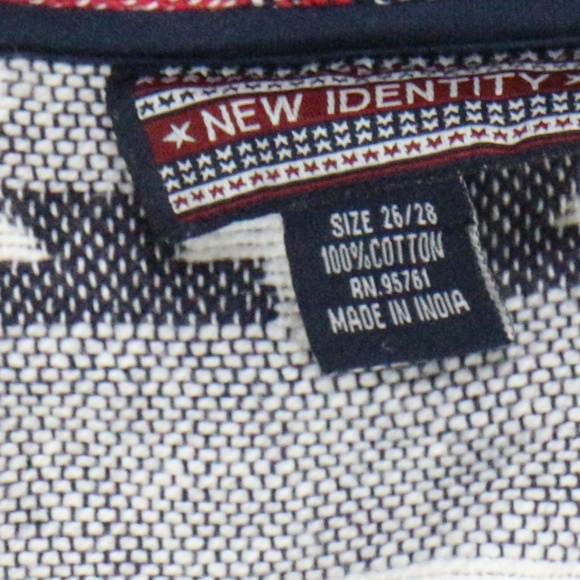 NEW IDENTITY
SIZE 26/28
100%COTTON
RN.95761
MADE IN INDIA